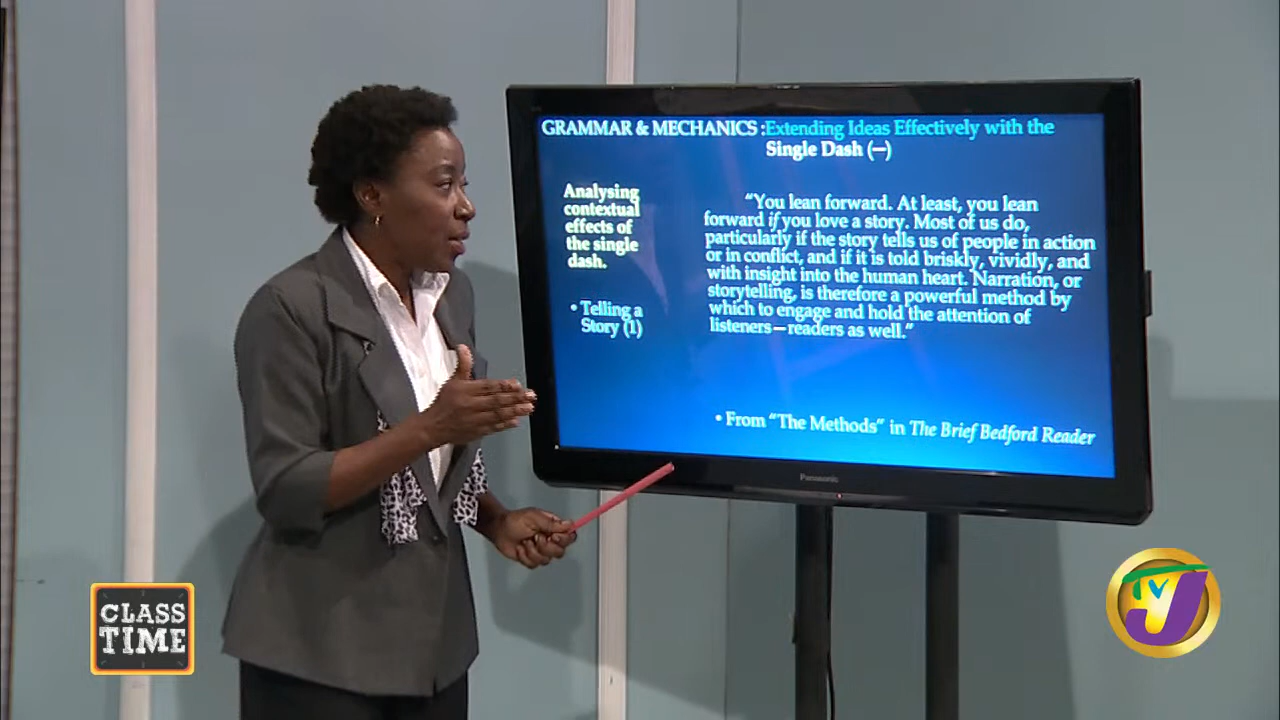 GRAMMAR & MECHANICS :Extending Ideas Effectively with the
Single Dash (—)
Analysing
contextual
effects of
the single
dash.
• Telling a
Story (1)
"You lean forward. At least, you lean
forward if you love a story. Most of us do,
particularly if the story tells us of people in action
or in conflict, and if it is told briskly, vividly, and
with insight into the human heart. Narration, or
storytelling, is therefore a powerful method by
which to engage and hold the attention of
listeners—readers as well."
• From "The Methods" in The Brief Bedford Reader
Panasonic
CLASS
TIME
TVJ